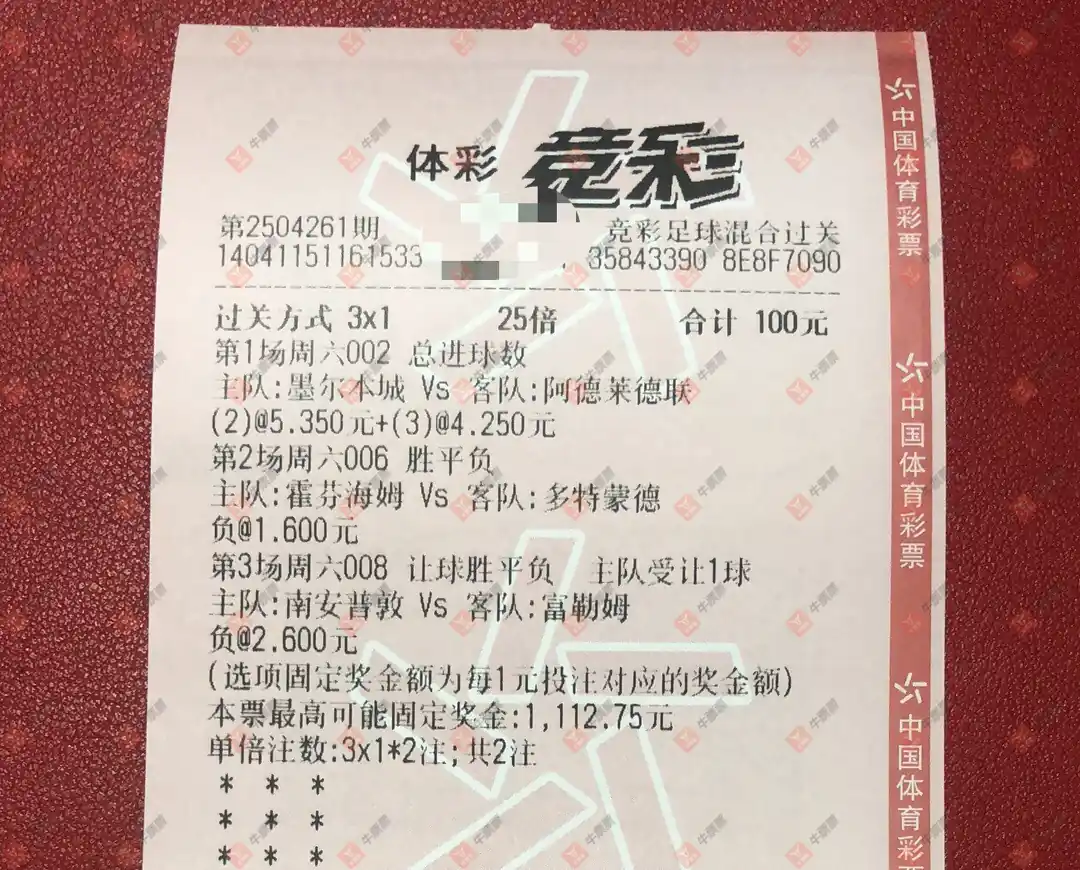 体彩 竞彩
第2504261期 竞彩足球混合过关
14041151161533 35843390 8E8F7090
过关方式 3x1 25倍 合计 100元
第1场周六002 总进球数
主队:墨尔本城 Vs 客队:阿德莱德联
(2)@5.350元+(3)@4.250元
第2场周六006 胜平负
主队:霍芬海姆 Vs 客队:多特蒙德
负@1.600元
第3场周六008 让球胜平负 主队受让1球
主队:南安普敦 Vs 客队:富勒姆
负@2.600元
(选项固定奖金额为每1元投注对应的奖金额)
本票最高可能固定奖金:1,112.75元
单倍注数:3x1*2注;共2注
* * *
* * *
* * *
中国体育彩票
中国体育彩票
中国体育彩